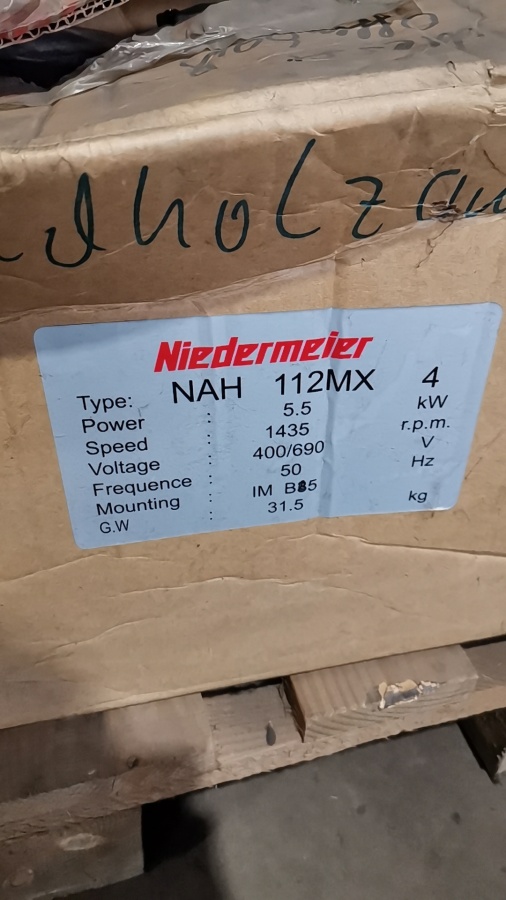 dholz
Niedermeier
Type: NAH 112MX 4
Power : 5.5 kW
Speed : 1435 r.p.m.
Voltage : 400/690 V
Frequence : 50 Hz
Mounting : IM B35
G.W : 31.5 kg